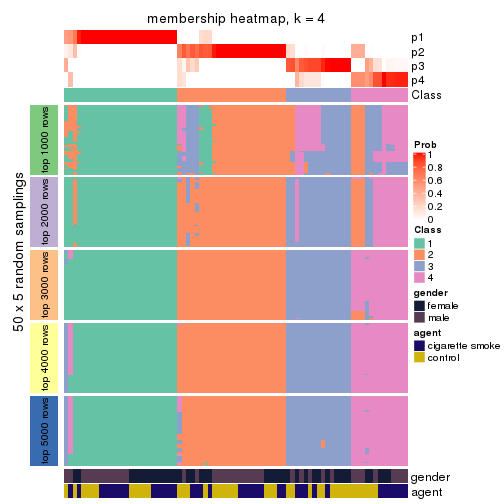 membership heatmap, k = 4
p1
p2
p3
p4
Class
50 x 5 random samplings
top 1000 rows
top 2000 rows
top 3000 rows
top 4000 rows
top 5000 rows
Prob
1
0.8
0.6
0.4
0.2
0
Class
1
2
3
4
gender
female
male
agent
cigarette smoke
control
gender
agent